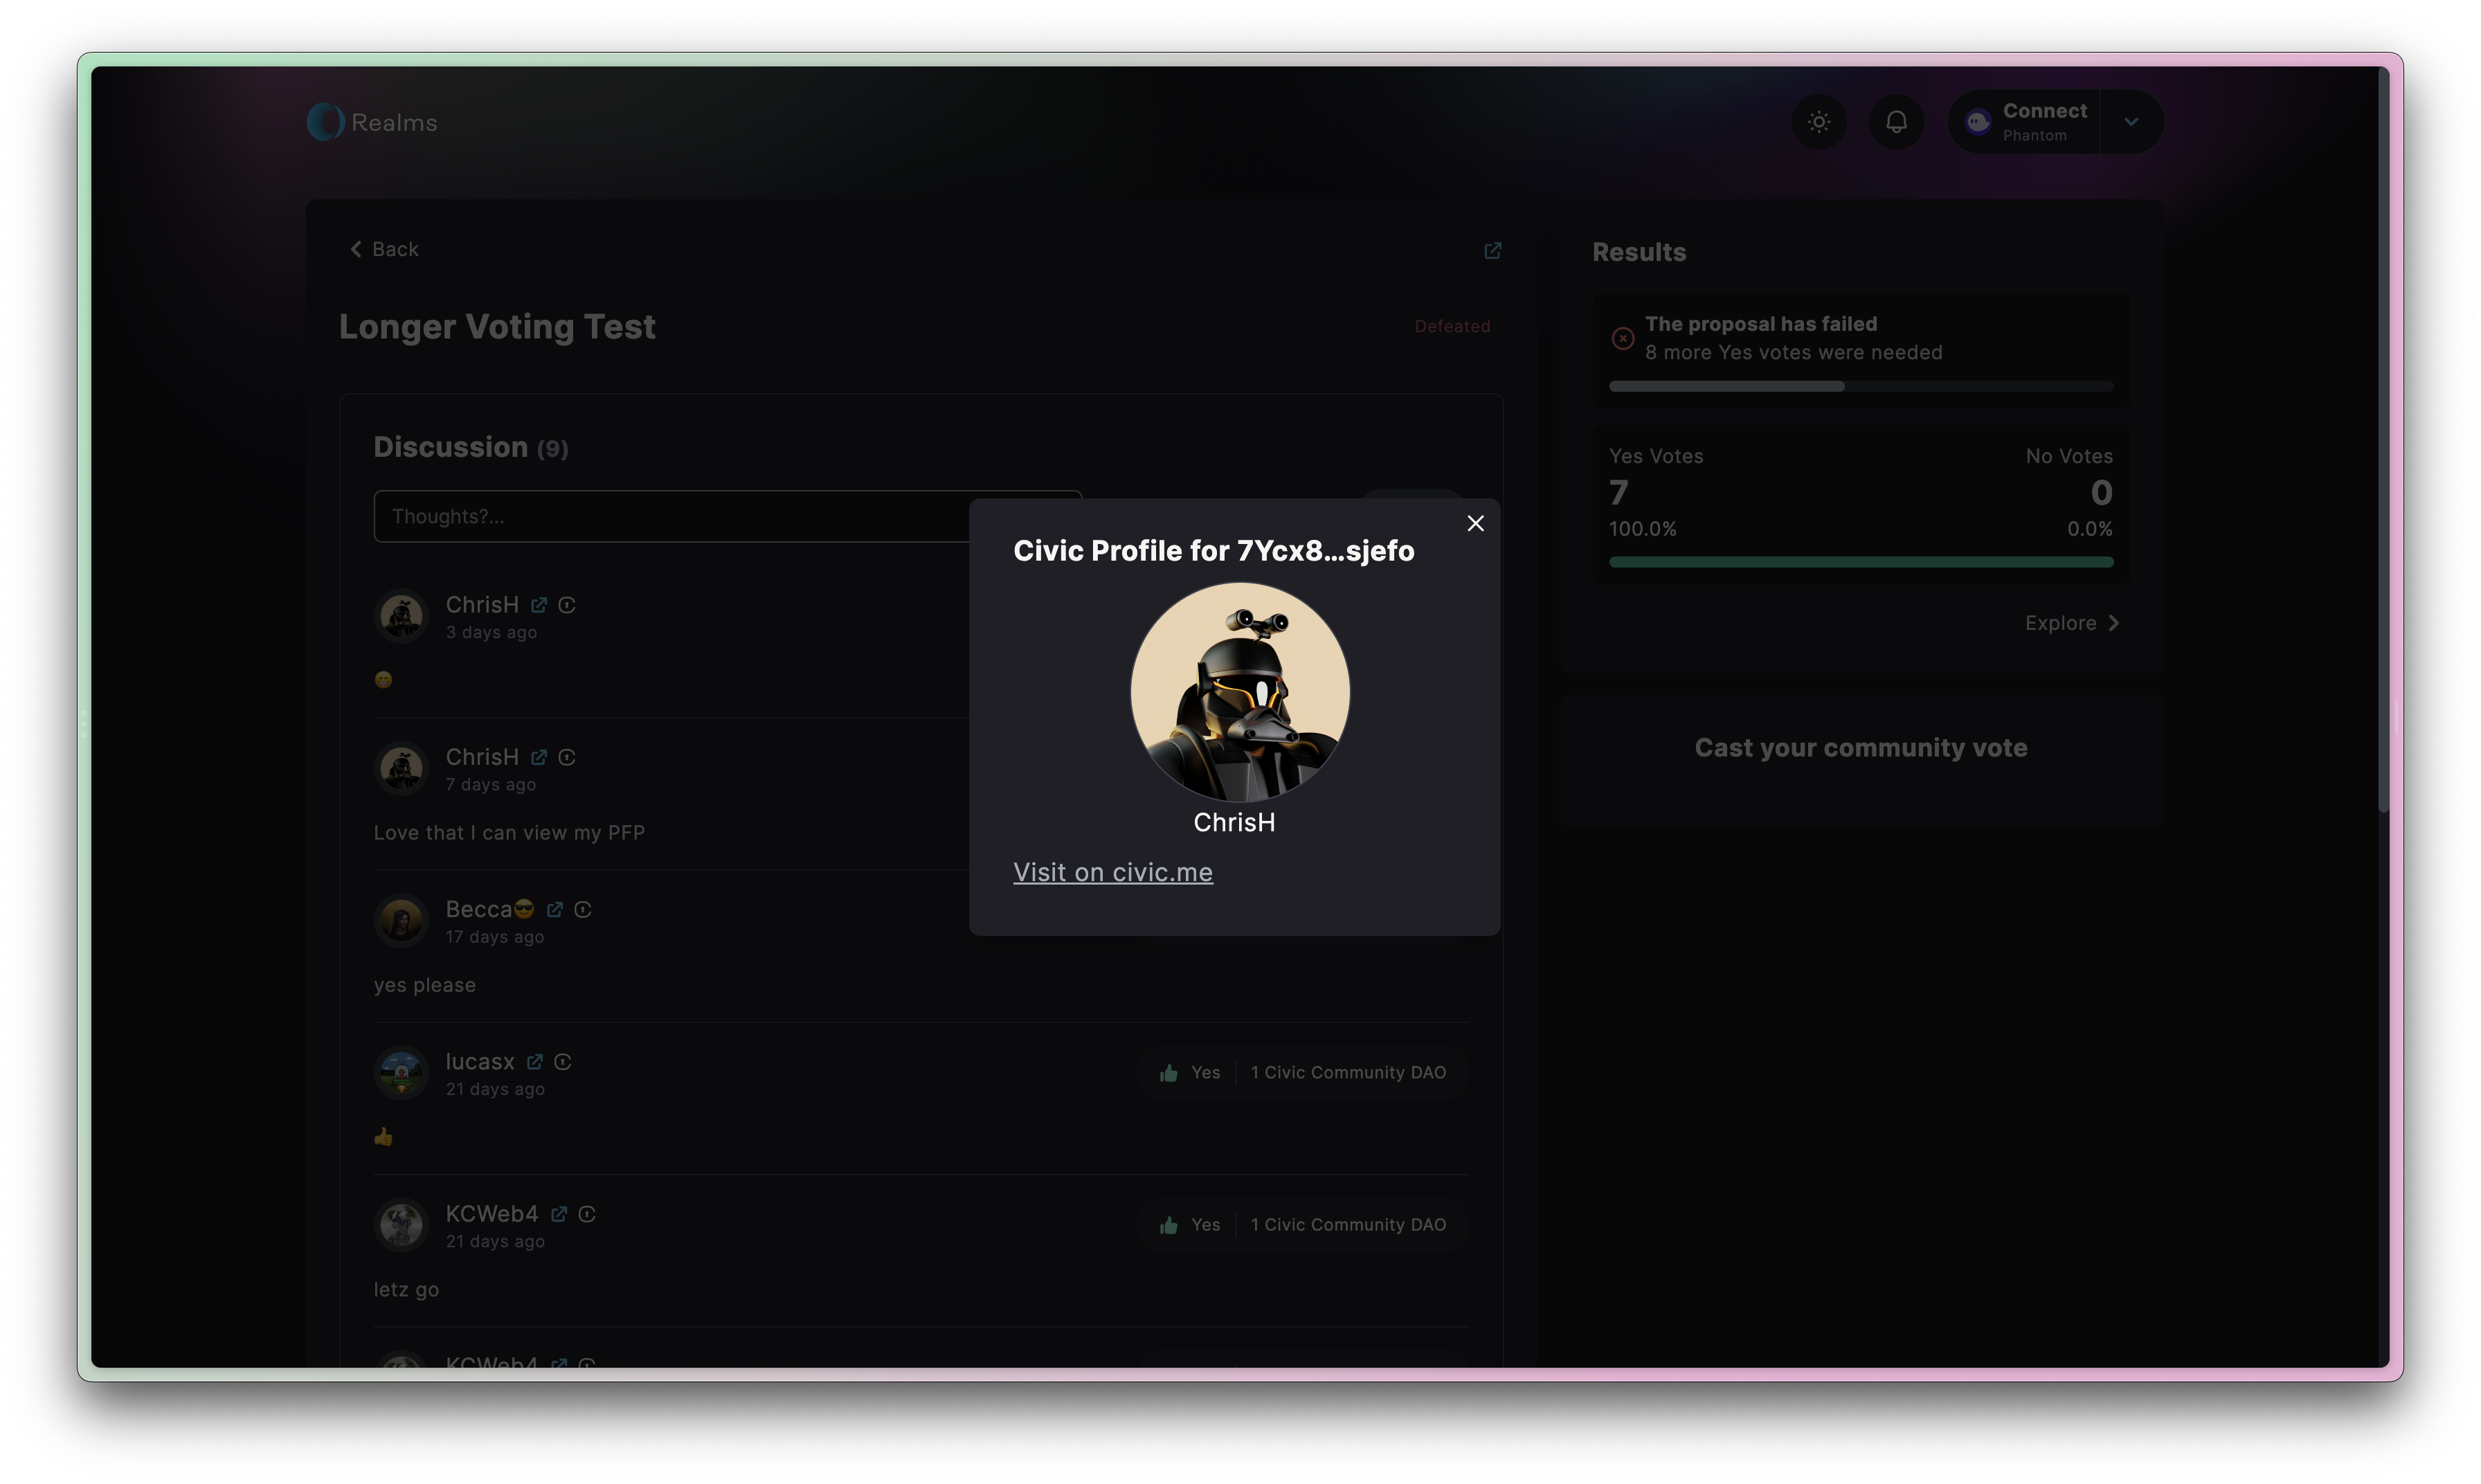 Realms
Connect
Phantom
Back
Longer Voting Test
Defeated
Discussion (9)
Thoughts?...
ChrisH
3 days ago
😁
ChrisH
7 days ago
Love that I can view my PFP
Becca😎
17 days ago
yes please
lucasx
21 days ago
Yes
1 Civic Community DAO
👍
KCWeb4
21 days ago
Yes
1 Civic Community DAO
letz go
KCWeb4
Civic Profile for 7Ycx8...sjefo
ChrisH
Visit on civic.me
Results
The proposal has failed
8 more Yes votes were needed
Yes Votes
No Votes
7
0
100.0%
0.0%
Explore
Cast your community vote